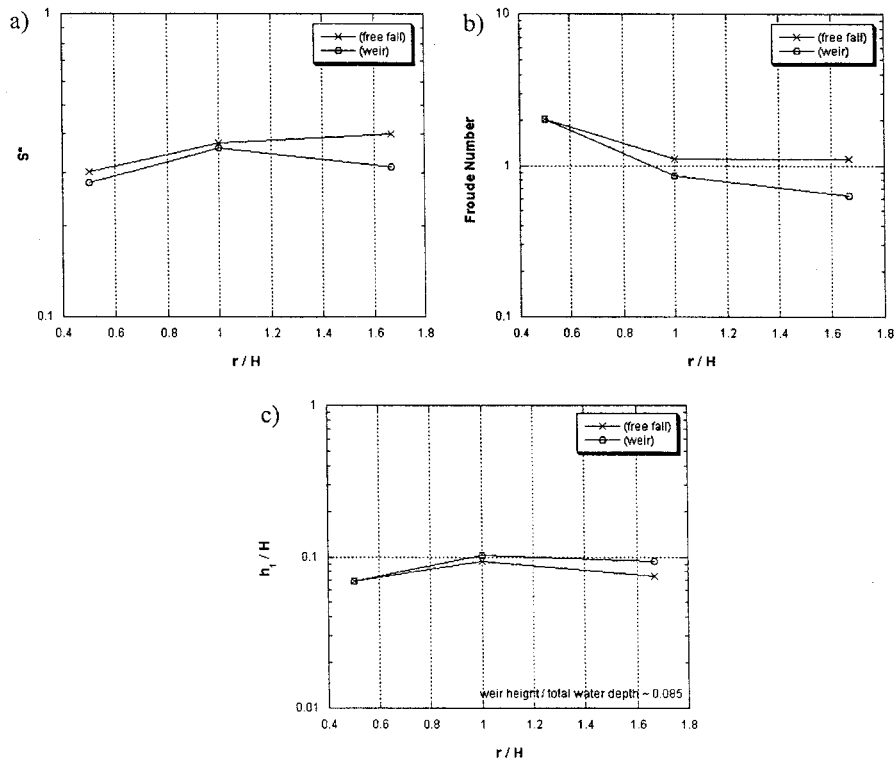 a)
1
(free fall)
(weir)
S*
0.1
0.4 0.6 0.8 1 1.2 1.4 1.6 1.8
r / H
b)
10
(free fall)
(weir)
Froude Number
1
0.1
0.4 0.6 0.8 1 1.2 1.4 1.6 1.8
r / H
c)
1
(free fall)
(weir)
h₁ / H
0.1
weir height / total water depth ~ 0.085
0.01
0.4 0.6 0.8 1 1.2 1.4 1.6 1.8
r / H